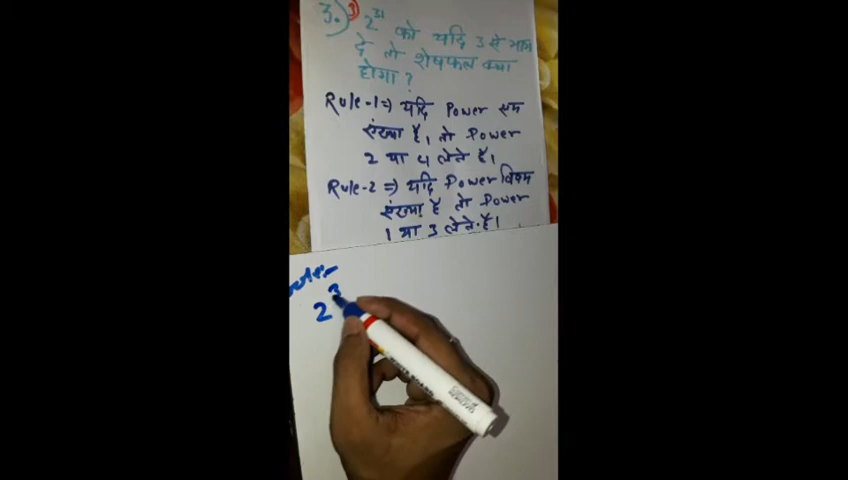 3.) 2³¹ को यदि 3 से भाग
दे तो शेषफल क्या
होगा?
Rule-1 => यदि Power सम
संख्या है, तो Power
2 या 4 लेते है।
Rule-2 => यदि Power विषम
संख्या है तो Power
1 या 3 लेते है।
2³